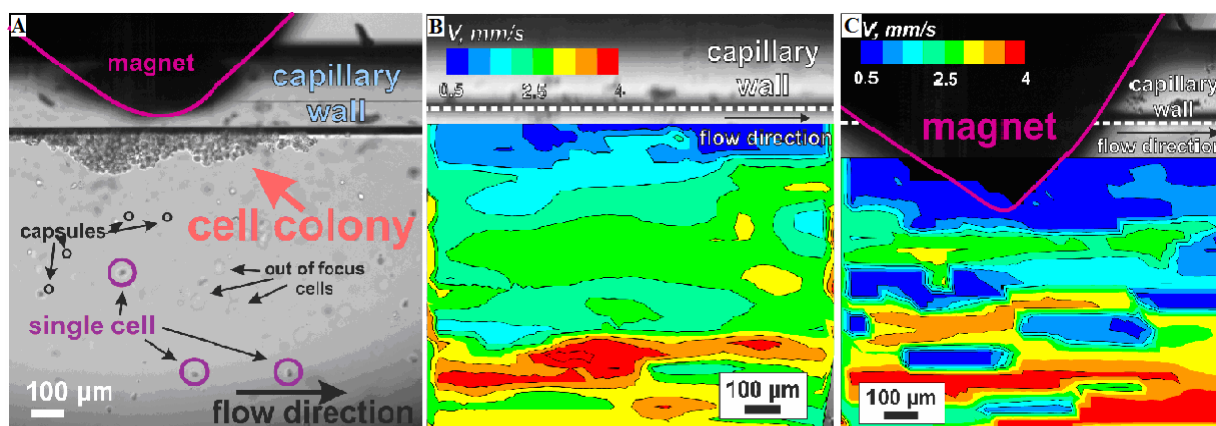 A
magnet
capillary
wall
cell colony
capsules
out of focus
cells
single cell
100 µm
flow direction
B
V, mm/s
0.5 2.5 4
capillary
wall
flow direction
100 µm
C
V, mm/s
0.5 2.5 4
capillary
wall
magnet
flow direction
100 µm